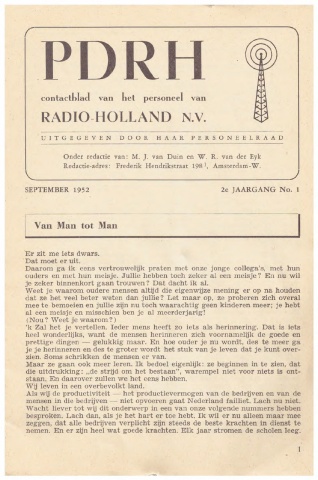 PDRH
contactblad van het personeel van
RADIO-HOLLAND N.V.
UITGEGEVEN DOOR HAAR PERSONEELRAAD
Onder redactie van: M. J. van Duin en W. R. van der Eyk
Redactie-adres: Frederik Hendrikstraat 198, Amsterdam-W.
SEPTEMBER 1952 2e JAARGANG No. 1
Van Man tot Man
Er zit me iets dwars.
Dat moet er uit.
Daarom ga ik eens vertrouwelijk praten met onze jonge collega's, met hun
ouders en met hun meisje. Jullie hebben toch zeker al een meisje? En nu wil
je zeker binnenkort gaan trouwen? Dat dacht ik al.
Weet je waarom oudere mensen altijd die eigenwijze mening er op na houden
dat ze het veel beter waten dan jullie? Let maar op, ze proberen zich overal
mee te bemoeien en jullie zijn nu toch waarachtig geen kinderen meer; je hebt
al een meisje en misschien ben je al meerderjarig!
(Nou? Weet je waarom?)
'k Zal het je vertellen. Ieder mens heeft zo iets als herinnering. Dat is iets
heel wonderlijks, want de mensen herinneren zich voornamelijk de goede en
prettige dingen — gelukkig maar. En hoe ouder je nu wordt, des te meer ga
je je herinneren en des te groter wordt het stuk van je leven dat je kunt over-
zien. Soms schrikken de mensen er van.
Maar ze gaan ook meer leren. Ik bedoel eigenlijk: ze beginnen in te zien, dat
die uitdrukking: „de strijd om het bestaan", warempel niet voor niets is ont-
staan. En daarover zullen we het eens hebben.
Wij leven in een overbevolkt land.
Als wij de productiviteit — het productievermogen van de bedrijven en van de
mensen in die bedrijven — niet opvoeren gaat Nederland failliet. Lach nu niet.
Wacht liever tot wij dit onderwerp in een van onze volgende nummers hebben
besproken. Lach dan, als je het hart er toe hebt. Ik wil er nu alleen maar mee
zeggen, dat alle bedrijven verplicht zijn steeds de beste krachten in dienst te
nemen. En er zijn heel wat goede krachten. Elk jaar stromen de scholen leeg.
1